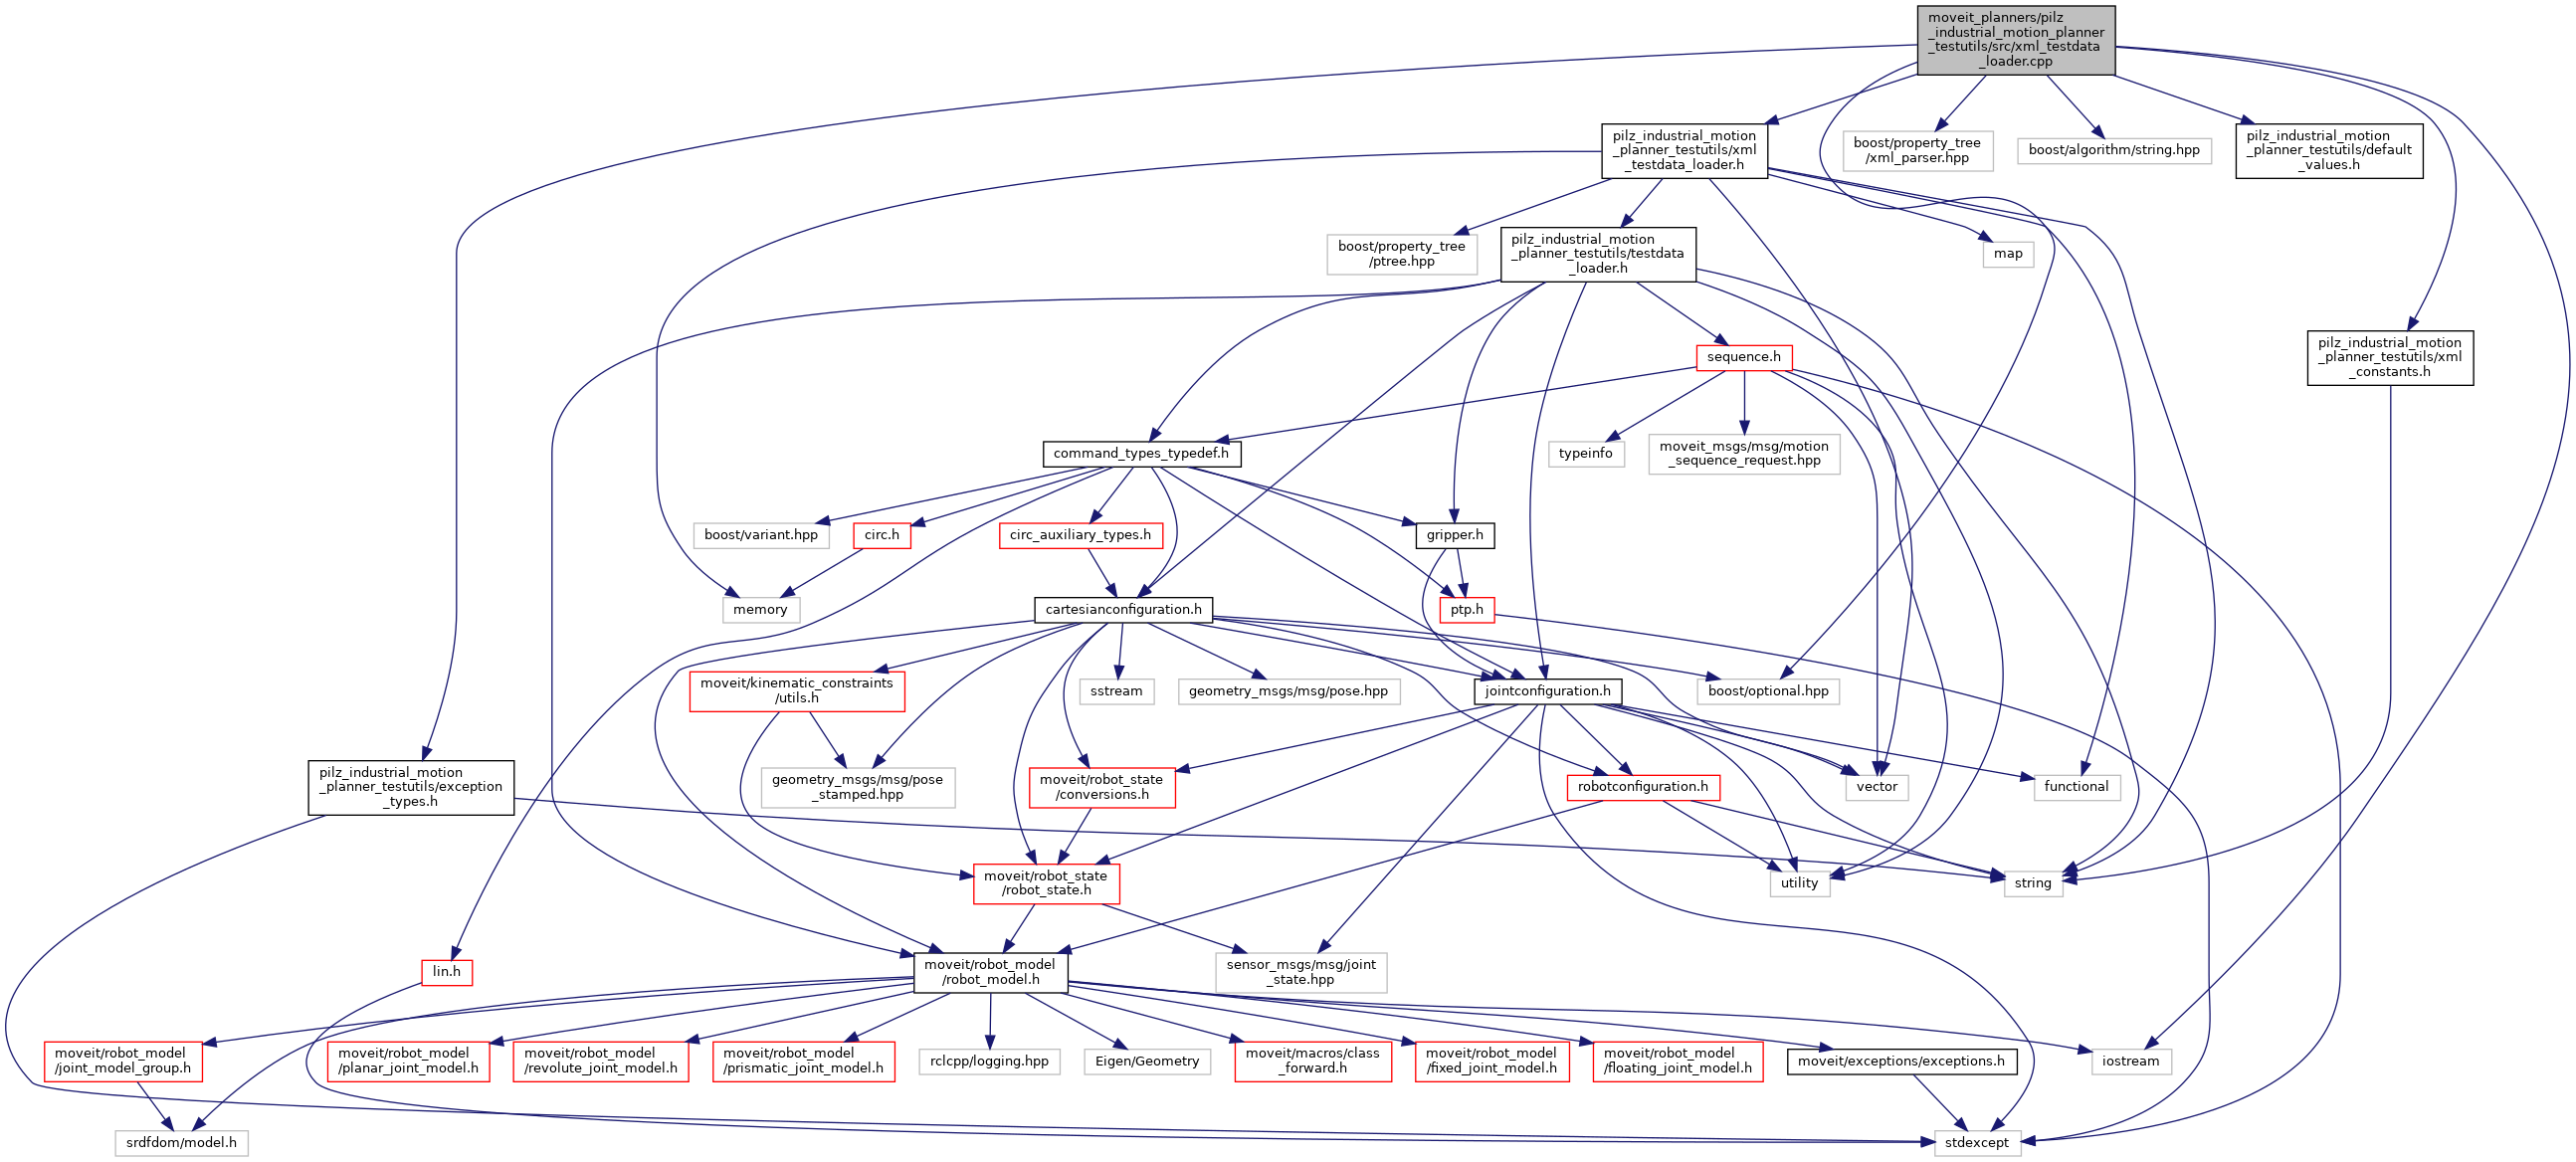 moveit_planners/pilz
_industrial_motion_planner
_testutils/src/xml_testdata
_loader.cpp
pilz_industrial_motion
_planner_testutils/xml
_testdata_loader.h
boost/property_tree
/xml_parser.hpp
boost/algorithm/string.hpp
pilz_industrial_motion
_planner_testutils/default
_values.h
boost/property_tree
/ptree.hpp
pilz_industrial_motion
_planner_testutils/testdata
_loader.h
map
sequence.h
pilz_industrial_motion
_planner_testutils/xml
_constants.h
command_types_typedef.h
typeinfo
moveit_msgs/msg/motion
_sequence_request.hpp
boost/variant.hpp
circ.h
circ_auxiliary_types.h
gripper.h
memory
cartesianconfiguration.h
ptp.h
moveit/kinematic_constraints
/utils.h
sstream
geometry_msgs/msg/pose.hpp
jointconfiguration.h
boost/optional.hpp
pilz_industrial_motion
_planner_testutils/exception
_types.h
geometry_msgs/msg/pose
_stamped.hpp
moveit/robot_state
/conversions.h
robotconfiguration.h
vector
functional
moveit/robot_state
/robot_state.h
utility
string
lin.h
moveit/robot_model
/robot_model.h
sensor_msgs/msg/joint
_state.hpp
moveit/robot_model
/joint_model_group.h
moveit/robot_model
/planar_joint_model.h
moveit/robot_model
/revolute_joint_model.h
moveit/robot_model
/prismatic_joint_model.h
rclcpp/logging.hpp
Eigen/Geometry
moveit/macros/class
_forward.h
moveit/robot_model
/fixed_joint_model.h
moveit/robot_model
/floating_joint_model.h
moveit/exceptions/exceptions.h
iostream
srdfdom/model.h
stdexcept